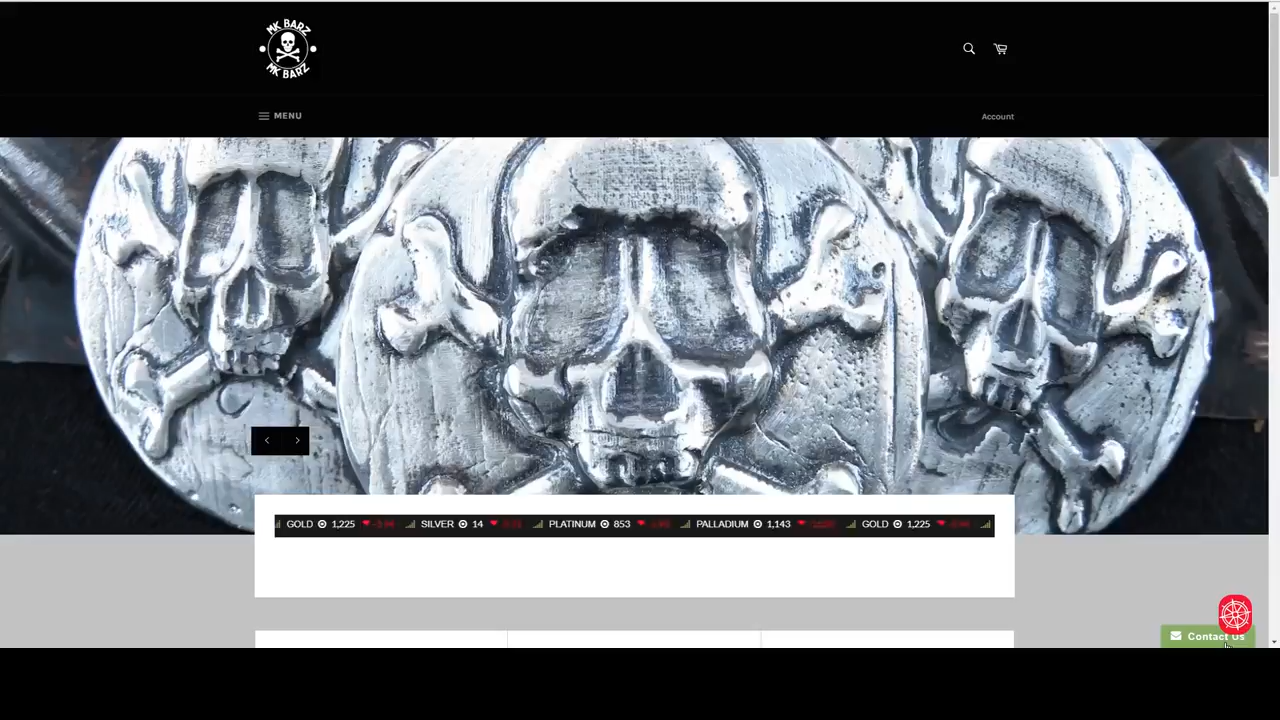 MK BARZ
MK BARZ
MENU
Account
GOLD 1,225 SILVER 14 PLATINUM 853 PALLADIUM 1,143 GOLD 1,225
Contact Us